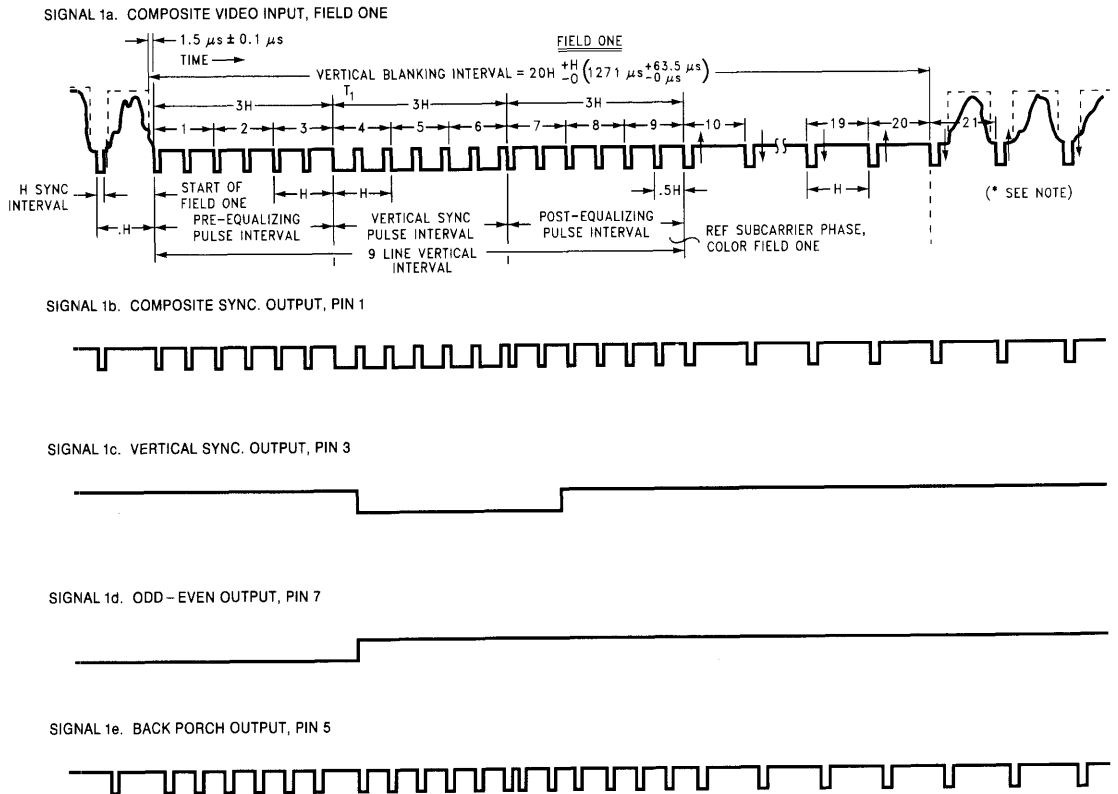 SIGNAL 1a. COMPOSITE VIDEO INPUT, FIELD ONE
1.5 µs ± 0.1 µs
TIME
FIELD ONE
VERTICAL BLANKING INTERVAL = 20H +H -0 (1271 µs +63.5 µs -0 µs)
T1
3H 3H 3H
1 2 3 4 5 6 7 8 9 10 19 20 21
H SYNC INTERVAL
START OF FIELD ONE
H H .5H H
(* SEE NOTE)
.H
PRE-EQUALIZING PULSE INTERVAL
VERTICAL SYNC PULSE INTERVAL
POST-EQUALIZING PULSE INTERVAL
REF SUBCARRIER PHASE, COLOR FIELD ONE
9 LINE VERTICAL INTERVAL
SIGNAL 1b. COMPOSITE SYNC. OUTPUT, PIN 1
SIGNAL 1c. VERTICAL SYNC. OUTPUT, PIN 3
SIGNAL 1d. ODD–EVEN OUTPUT, PIN 7
SIGNAL 1e. BACK PORCH OUTPUT, PIN 5